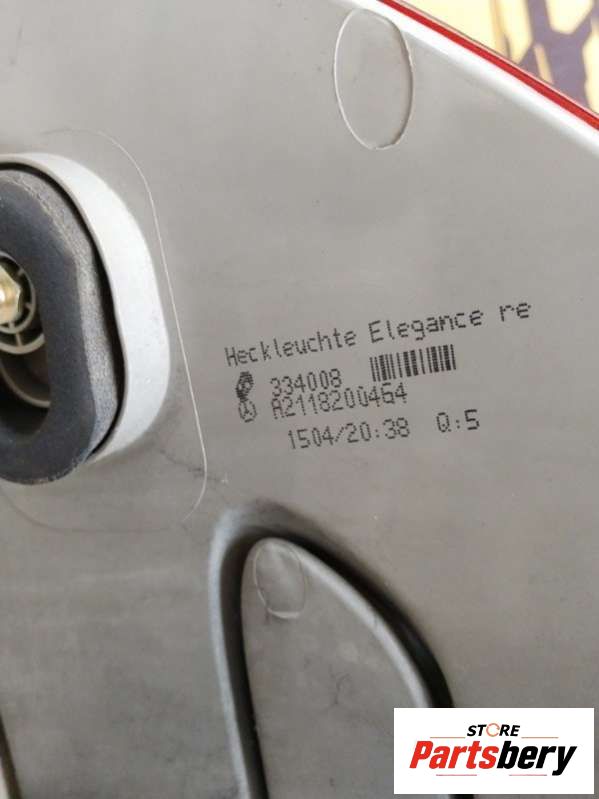 Heckleuchte Elegance re
334008
A2118200464
1504/20:38 Q:5
STORE
Partsbery